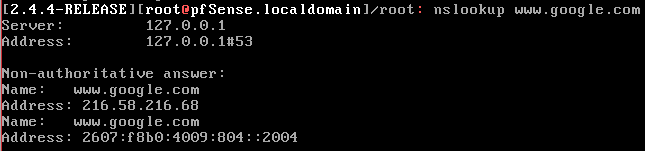 [2.4.4-RELEASE][root@pfSense.localdomain]/root: nslookup www.google.com
Server:         127.0.0.1
Address:        127.0.0.1#53

Non-authoritative answer:
Name:   www.google.com
Address: 216.58.216.68
Name:   www.google.com
Address: 2607:f8b0:4009:804::2004